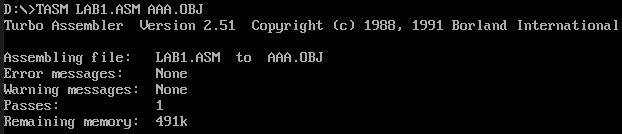 D:\>TASM LAB1.ASM AAA.OBJ
Turbo Assembler  Version 2.51  Copyright (c) 1988, 1991 Borland International
Assembling file:   LAB1.ASM  to  AAA.OBJ
Error messages:    None
Warning messages:  None
Passes:            1
Remaining memory:  491k